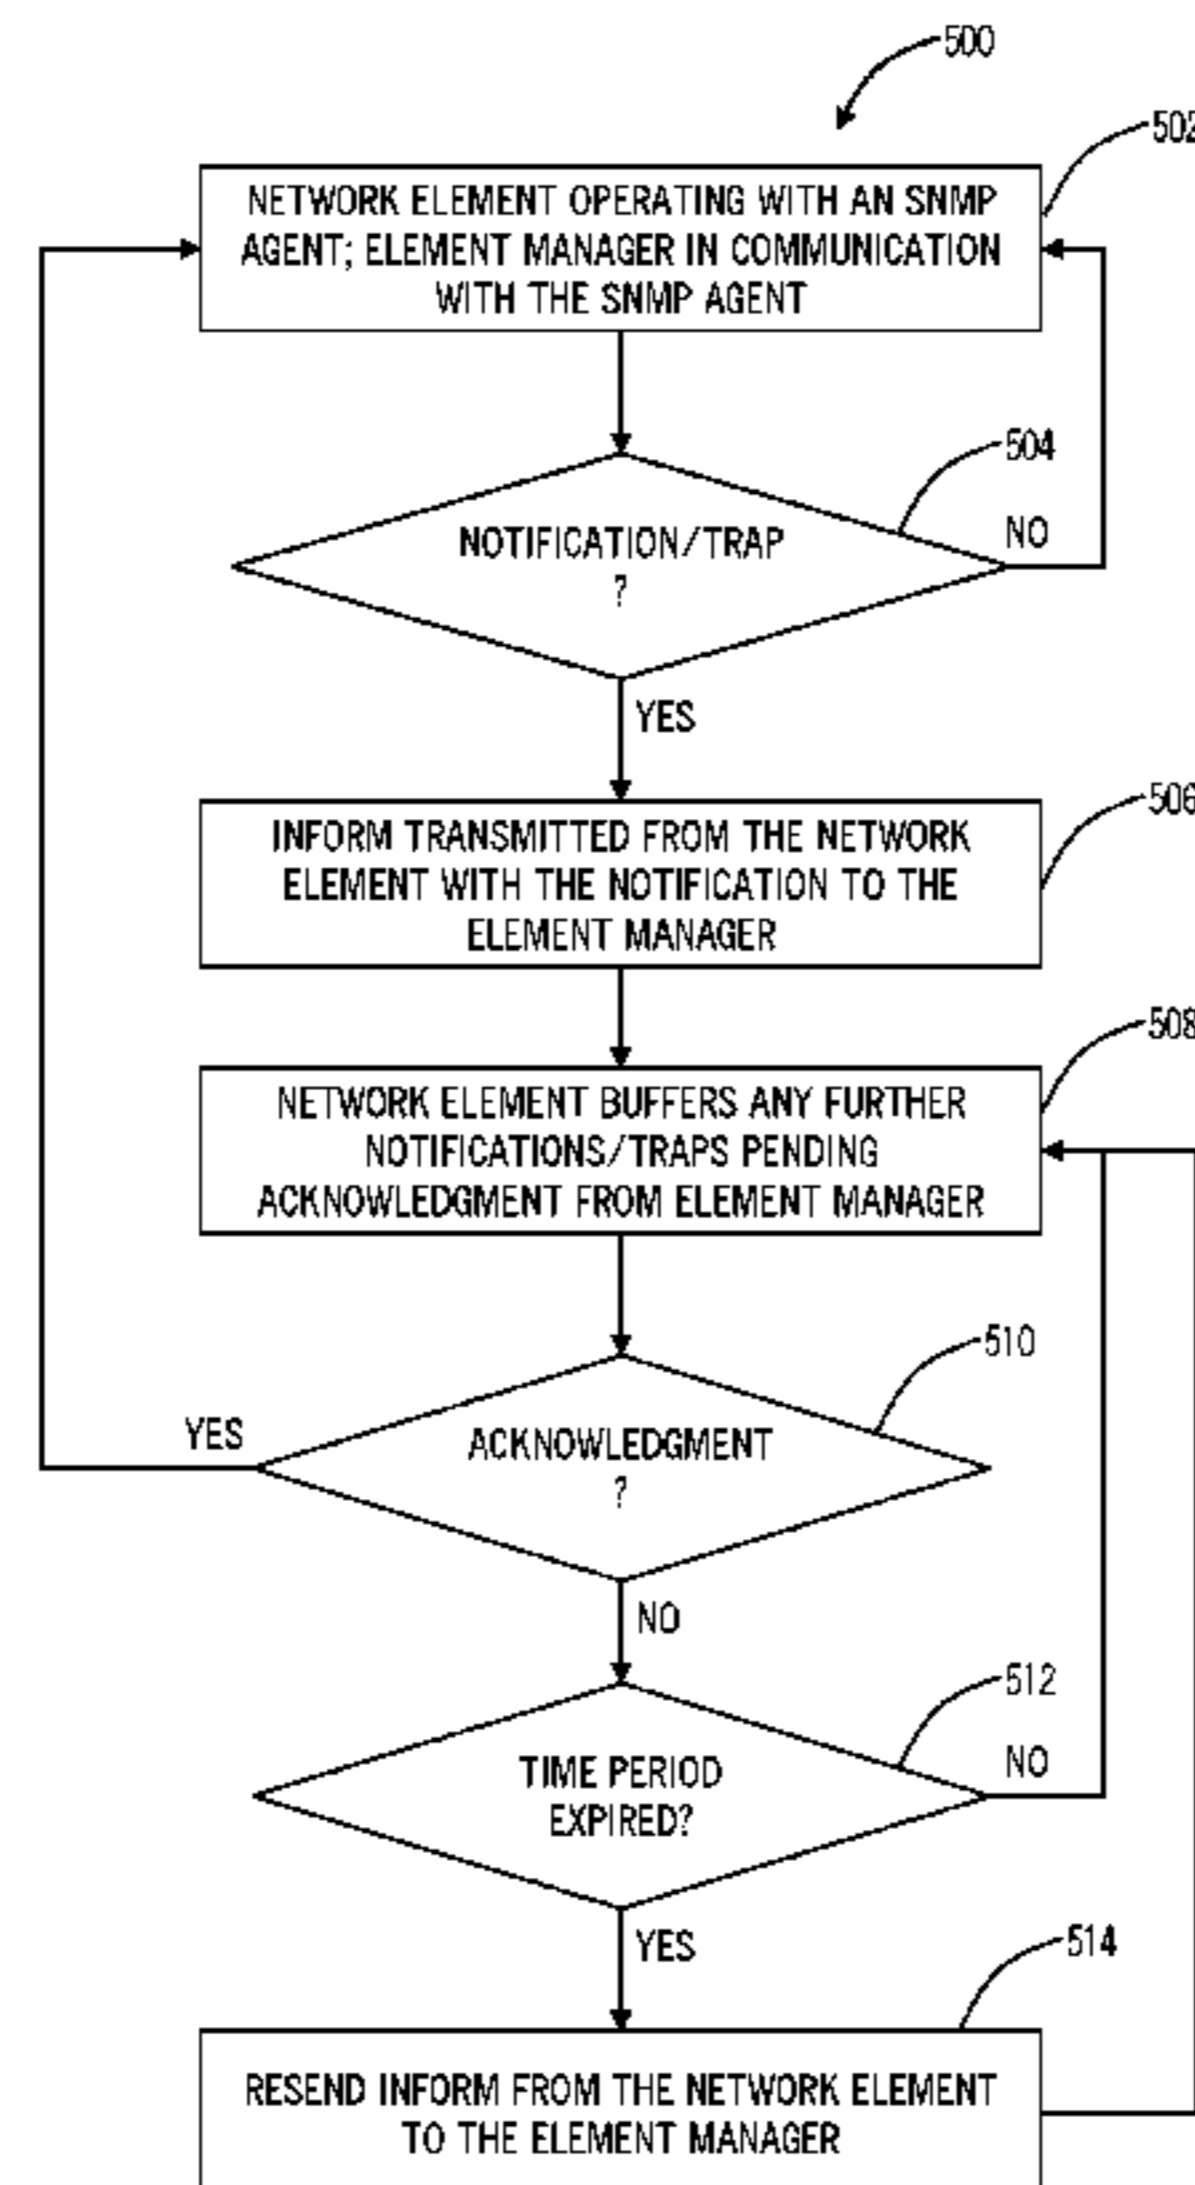 500
502
NETWORK ELEMENT OPERATING WITH AN SNMP
AGENT; ELEMENT MANAGER IN COMMUNICATION
WITH THE SNMP AGENT
504
NOTIFICATION/TRAP
?
NO
YES
506
INFORM TRANSMITTED FROM THE NETWORK
ELEMENT WITH THE NOTIFICATION TO THE
ELEMENT MANAGER
508
NETWORK ELEMENT BUFFERS ANY FURTHER
NOTIFICATIONS/TRAPS PENDING
ACKNOWLEDGMENT FROM ELEMENT MANAGER
510
YES
ACKNOWLEDGMENT
?
NO
512
TIME PERIOD
EXPIRED?
NO
YES
514
RESEND INFORM FROM THE NETWORK ELEMENT
TO THE ELEMENT MANAGER